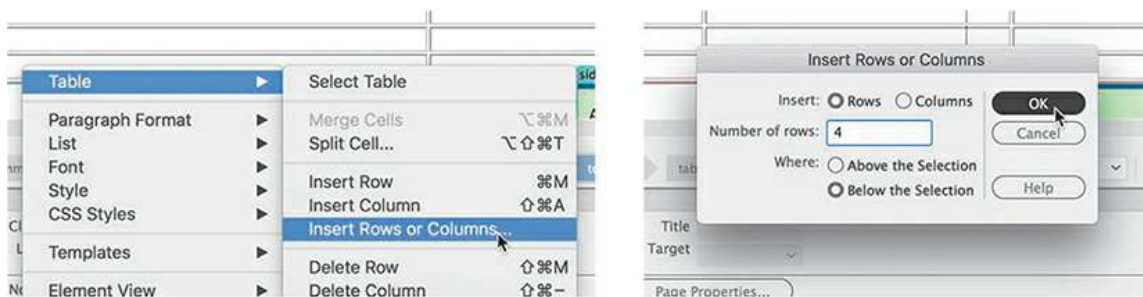 Table
Paragraph Format
List
Font
Style
CSS Styles
Templates
Element View
Select Table
Merge Cells ⌥⌘M
Split Cell... ⌥⇧⌘T
Insert Row ⌘M
Insert Column ⇧⌘A
Insert Rows or Columns...
Delete Row ⇧⌘M
Delete Column ⇧⌘-
sid
Insert Rows or Columns
Insert: Rows Columns
Number of rows: 4
Where: Above the Selection
Below the Selection
OK
Cancel
Help
tab
Title
Target
Page Properties...